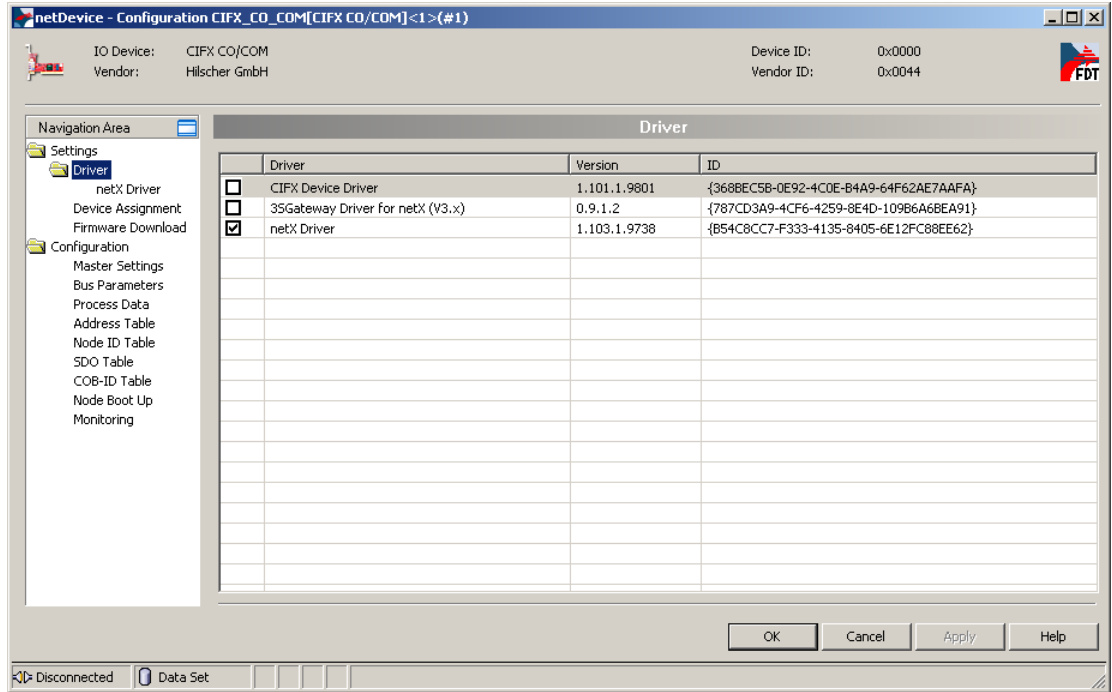 netDevice - Configuration CIFX_CO_COM[CIFX CO/COM]<1>(#1)
IO Device: CIFX CO/COM Device ID: 0x0000
Vendor: Hilscher GmbH Vendor ID: 0x0044
FDT
Navigation Area
Driver
Settings
Driver
netX Driver
Device Assignment
Firmware Download
Configuration
Master Settings
Bus Parameters
Process Data
Address Table
Node ID Table
SDO Table
COB-ID Table
Node Boot Up
Monitoring
Driver Version ID
CIFX Device Driver 1.101.1.9801 {368BEC5B-0E92-4C0E-B4A9-64F62AE7AAFA}
3SGateway Driver for netX (V3.x) 0.9.1.2 {787CD3A9-4CF6-4259-8E4D-109B6A6BEA91}
netX Driver 1.103.1.9738 {B54C8CC7-F333-4135-8405-6E12FC88EE62}
OK Cancel Apply Help
Disconnected Data Set